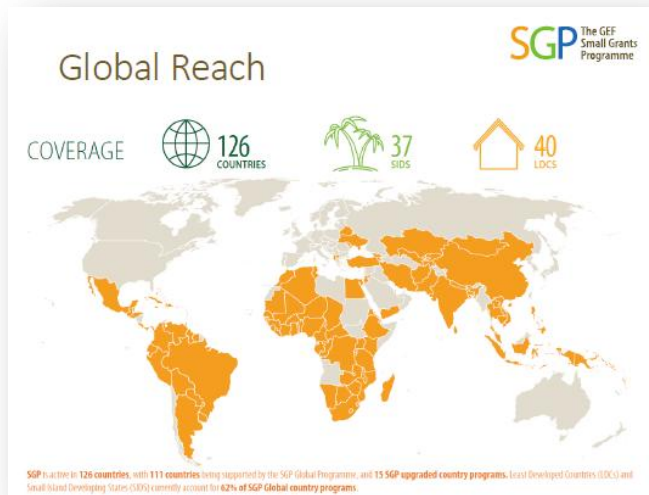 SGP The GEF
Small Grants
Programme
Global Reach
COVERAGE
126
COUNTRIES
37
SIDS
40
LDCS
SGP is active in 126 countries, with 111 countries being supported by the SGP Global Programme, and 15 SGP upgraded country programs. Least Developed Countries (LDCs) and
Small Island Developing States (SIDS) currently account for 62% of SGP Global country programs.